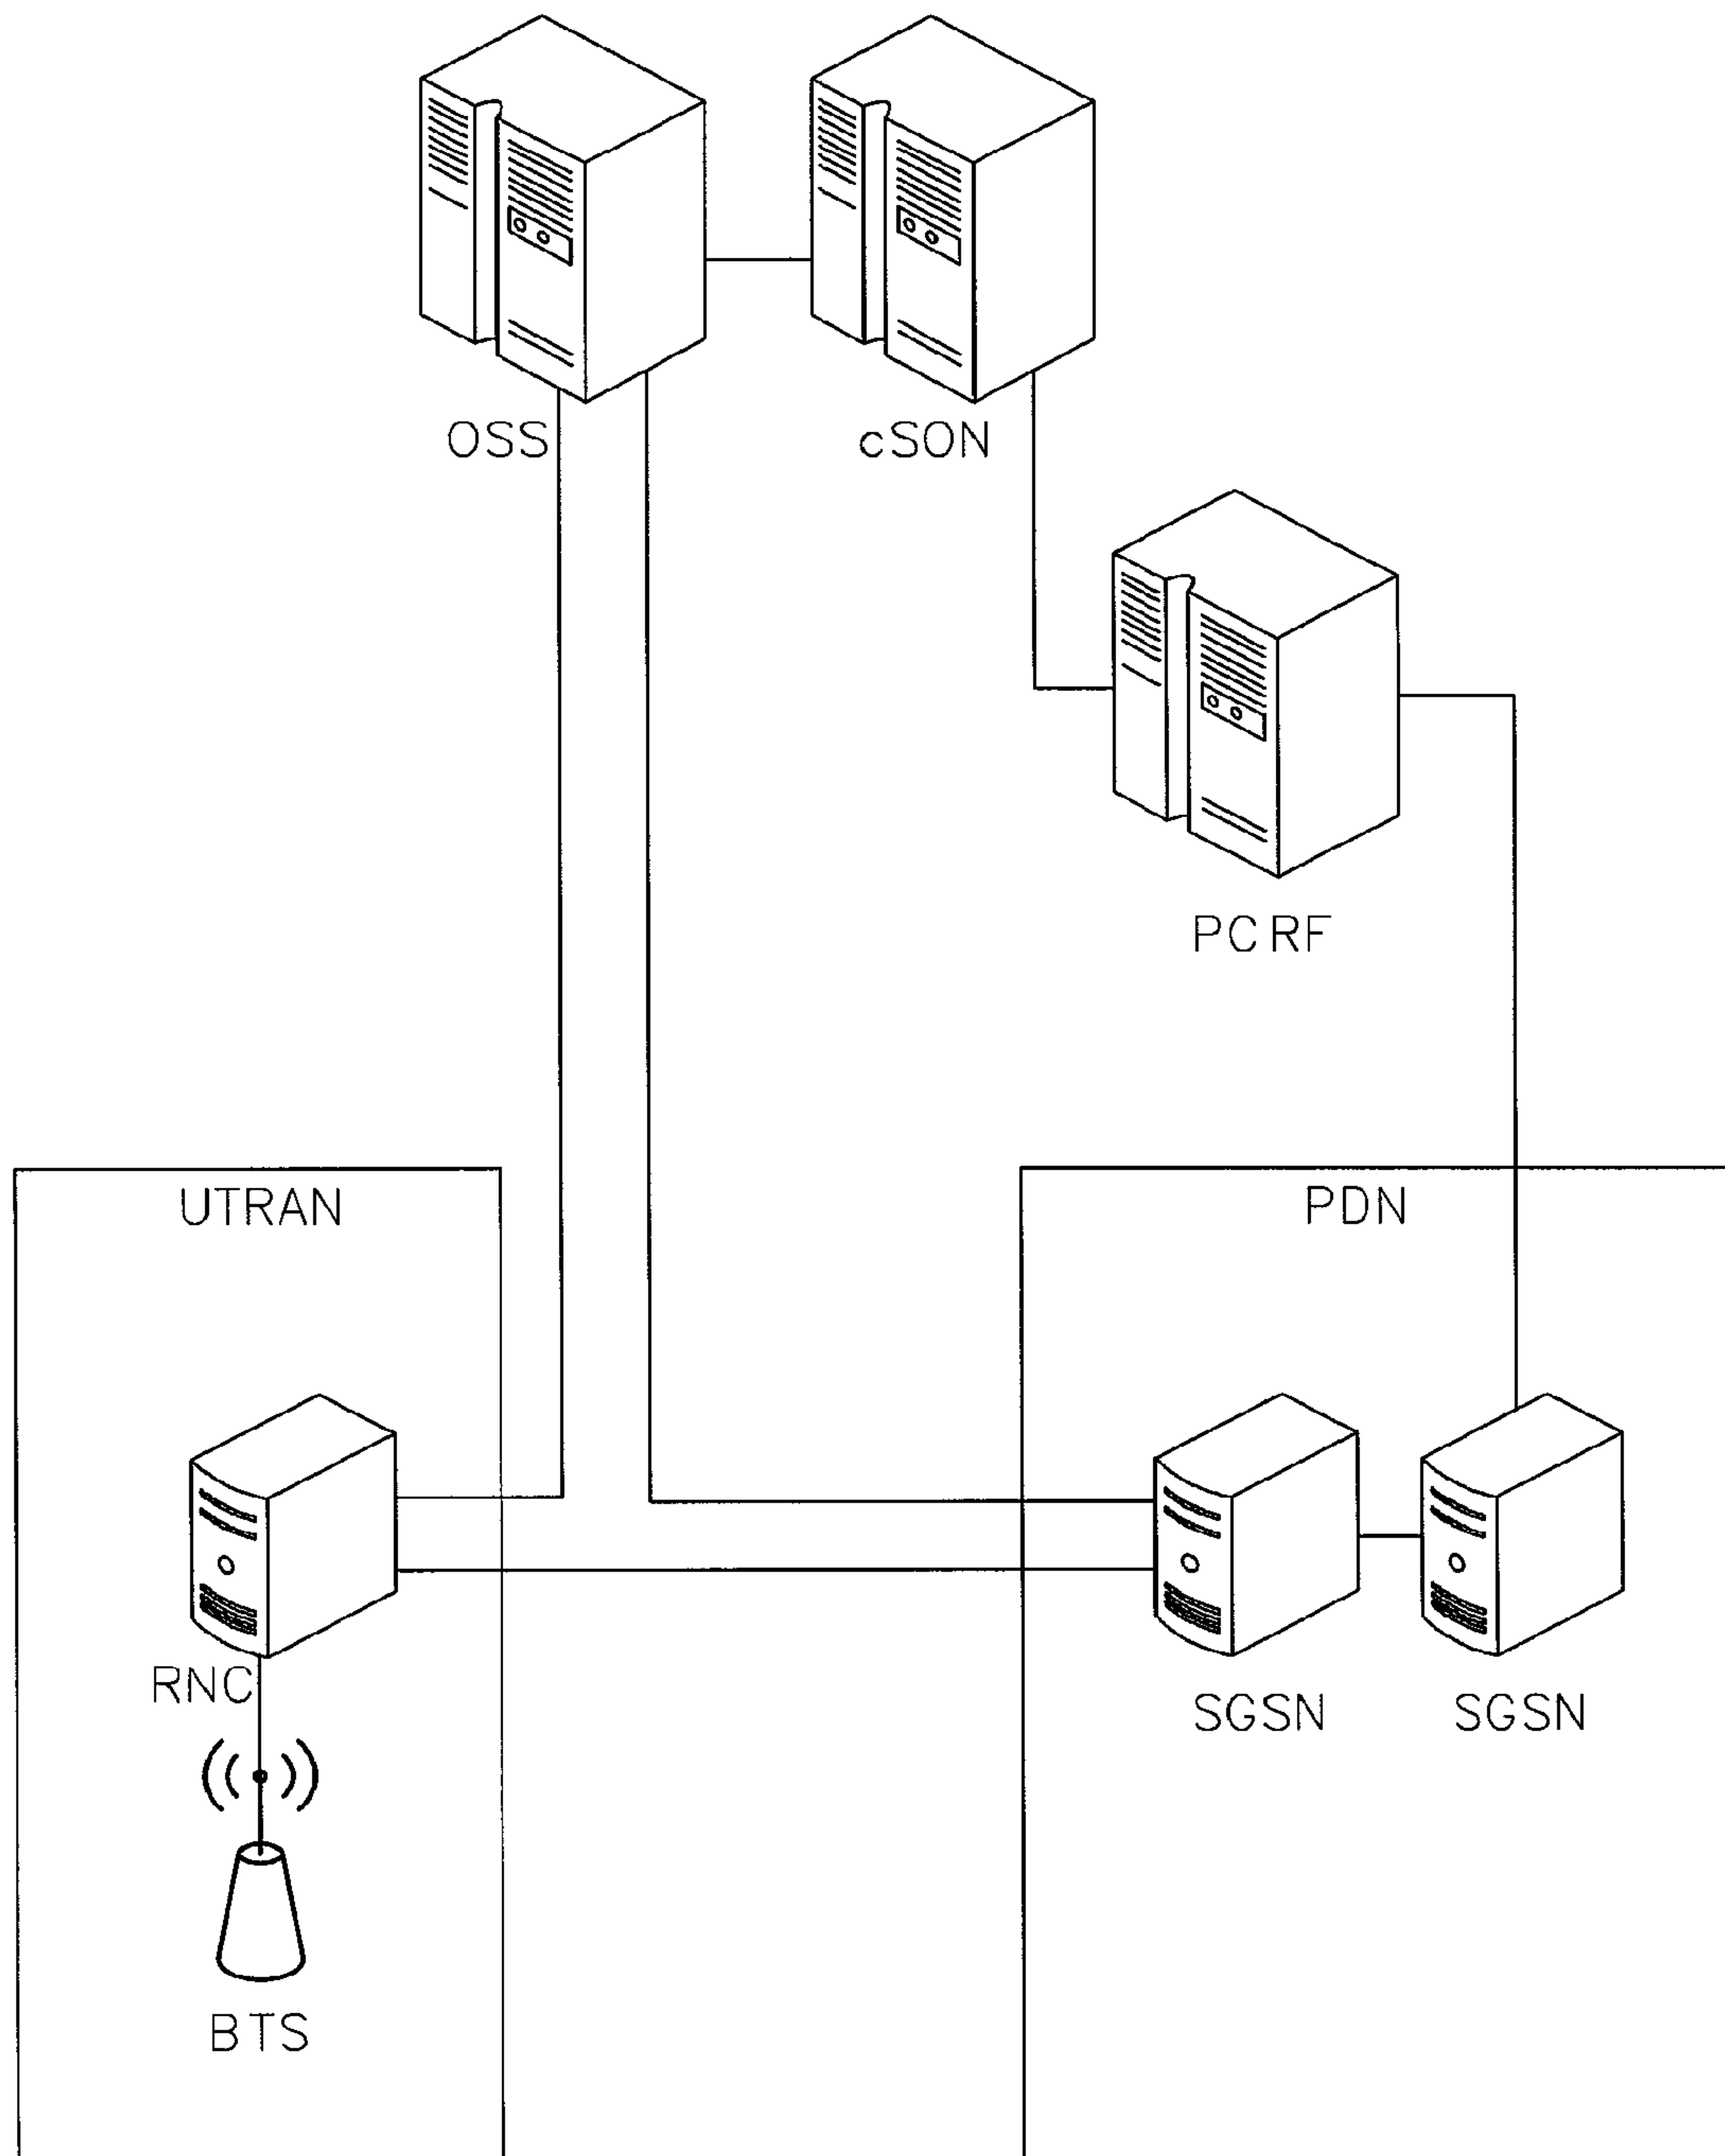 OSS
cSON
PCRF
UTRAN
PDN
RNC
SGSN
SGSN
BTS